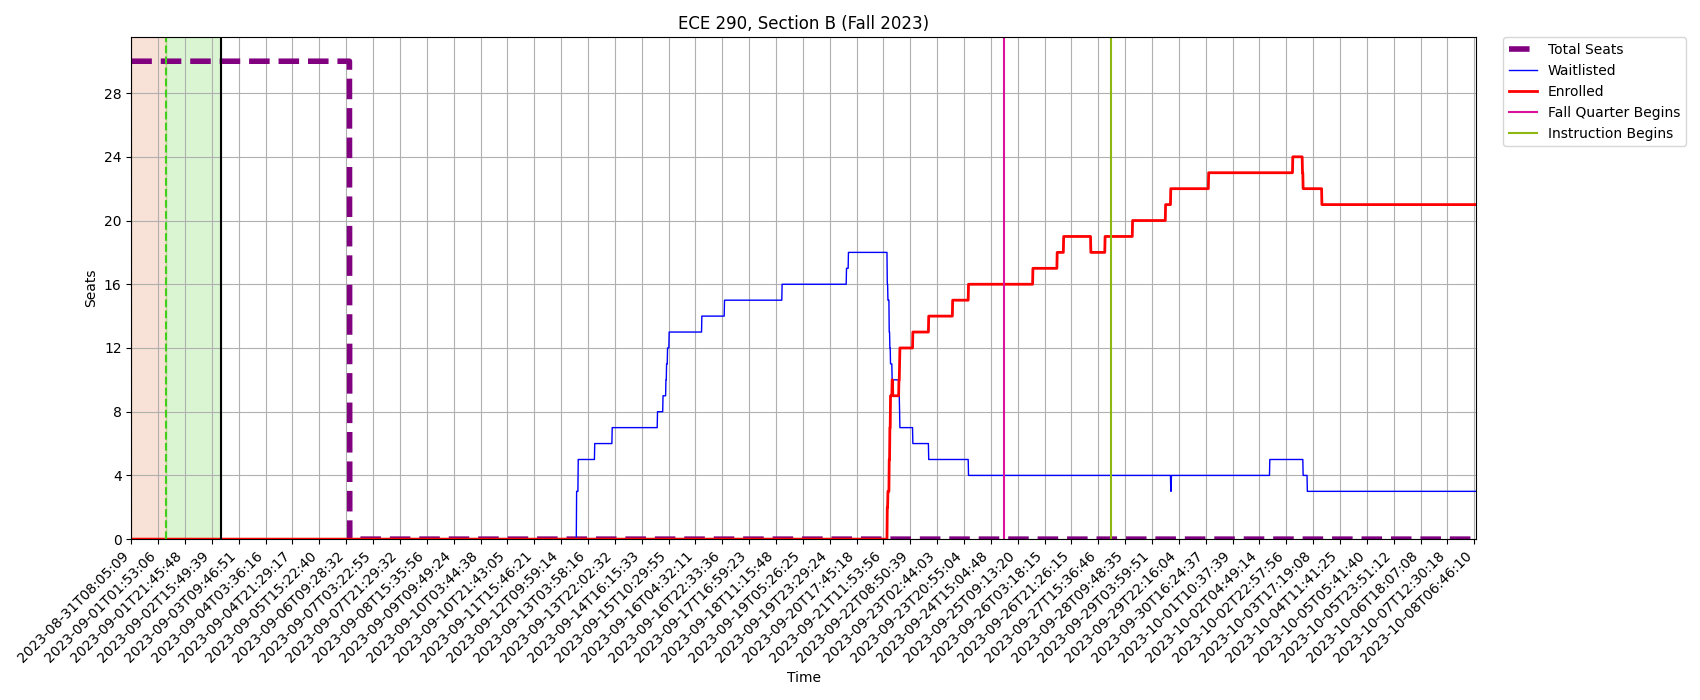 ECE 290, Section B (Fall 2023)
Total Seats
Waitlisted
Enrolled
Fall Quarter Begins
Instruction Begins
Seats
28
24
20
16
12
8
4
0
2023-08-31T08:05:09
2023-09-01T01:53:06
2023-09-01T21:45:48
2023-09-02T15:49:39
2023-09-03T09:46:51
2023-09-04T03:36:16
2023-09-04T21:29:17
2023-09-05T15:22:40
2023-09-06T09:28:32
2023-09-07T03:22:55
2023-09-07T21:29:32
2023-09-08T15:35:56
2023-09-09T09:49:24
2023-09-10T03:44:38
2023-09-10T21:43:05
2023-09-11T15:46:21
2023-09-12T09:59:14
2023-09-13T03:58:16
2023-09-13T22:02:32
2023-09-14T16:15:33
2023-09-15T10:29:55
2023-09-16T04:32:11
2023-09-16T22:33:36
2023-09-17T16:59:23
2023-09-18T11:15:48
2023-09-19T05:26:25
2023-09-19T23:29:24
2023-09-20T17:45:18
2023-09-21T11:53:56
2023-09-22T08:50:39
2023-09-23T02:44:03
2023-09-23T20:55:04
2023-09-24T15:04:48
2023-09-25T09:13:20
2023-09-26T03:18:15
2023-09-26T21:26:15
2023-09-27T15:36:46
2023-09-28T09:48:35
2023-09-29T03:59:51
2023-09-29T22:16:04
2023-09-30T16:24:37
2023-10-01T10:37:39
2023-10-02T04:49:14
2023-10-02T22:57:56
2023-10-03T17:19:08
2023-10-04T11:41:25
2023-10-05T05:41:40
2023-10-05T23:51:12
2023-10-06T18:07:08
2023-10-07T12:30:18
2023-10-08T06:46:10
Time